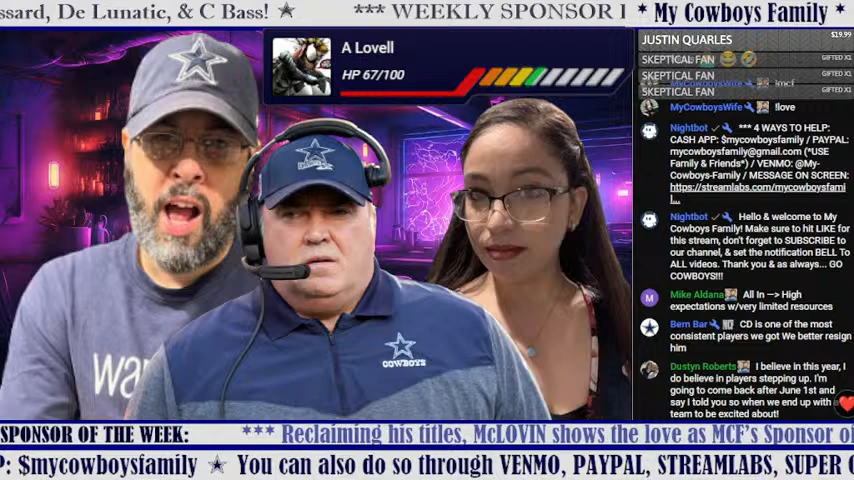 ssard, De Lunatic, & C Bass! ★ *** WEEKLY SPONSOR
* My Cowboys Family *
A Lovell
HP 67/100
JUSTIN QUARLES $19.99
SKEPTICAL FAN GIFTED X1
SKEPTICAL FAN GIFTED X1
SKEPTICAL FAN GIFTED X1
MyCowboysWife !love
Nightbot *** 4 WAYS TO HELP:
CASH APP: $mycowboysfamily / PAYPAL:
mycowboysfamily@gmail.com (*USE
Family & Friends*) / VENMO: @My-
Cowboys-Family / MESSAGE ON SCREEN:
https://streamlabs.com/mycowboysfami
l...
Nightbot Hello & welcome to My
Cowboys Family! Make sure to hit LIKE for
this stream, don't forget to SUBSCRIBE to
our channel, & set the notification BELL To
ALL videos. Thank you & as always... GO
COWBOYS!!!
M Mike Aldana All In —> High
expectations w/very limited resources
Bern Bar CD is one of the most
consistent players we got We better resign
him
Dustyn Roberts I believe in this year, I
do believe in players stepping up. I'm
going to come back after June 1st and
say I told you so when we end up with a
team to be excited about!
COWBOYS
wa
SPONSOR OF THE WEEK: *** Reclaiming his titles, McLOVIN shows the love as MCF's Sponsor of
P: $mycowboysfamily ★ You can also do so through VENMO, PAYPAL, STREAMLABS, SUPER